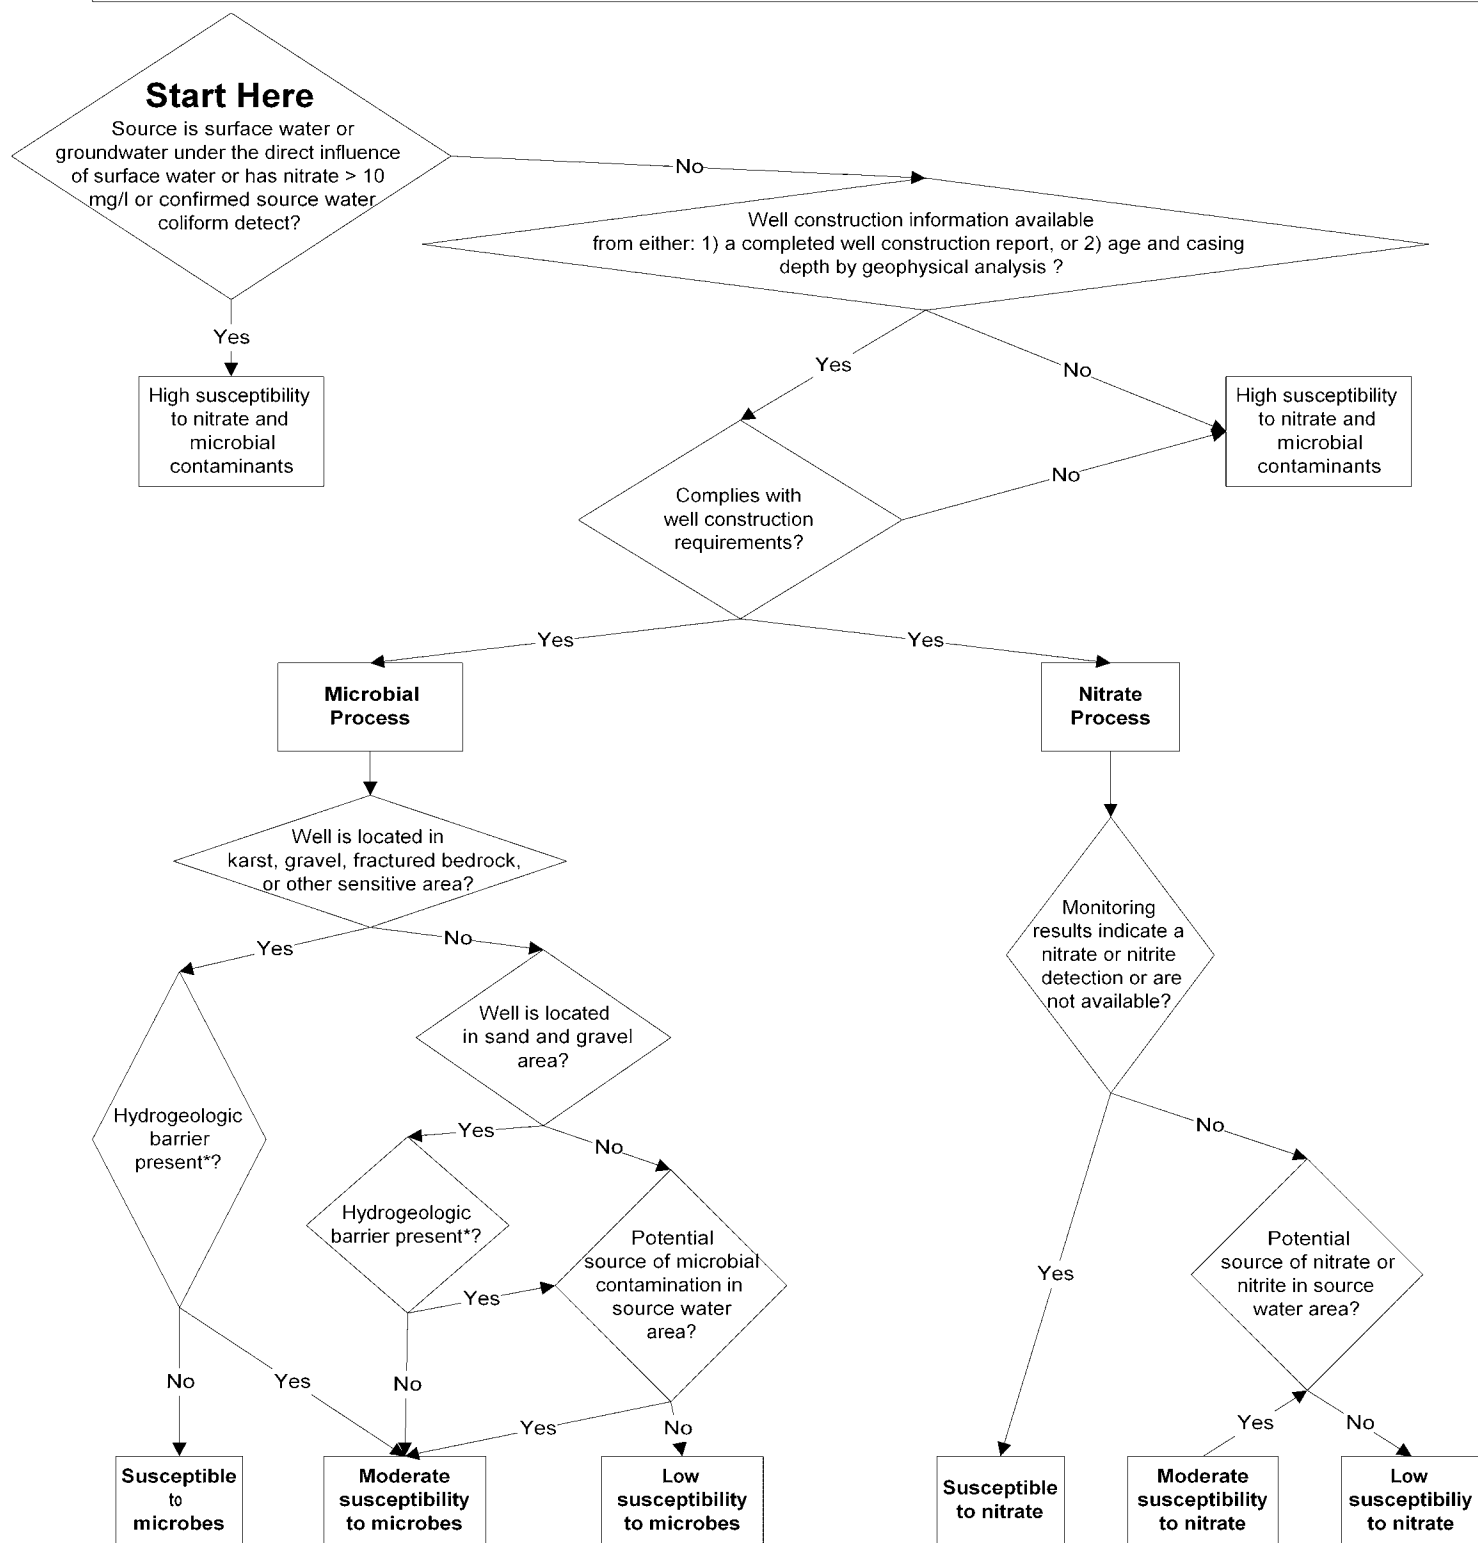 Start Here
Source is surface water or
groundwater under the direct influence
of surface water or has nitrate > 10
mg/l or confirmed source water
coliform detect?
No
Well construction information available
from either: 1) a completed well construction report, or 2) age and casing
depth by geophysical analysis ?
Yes
High susceptibility
to nitrate and
microbial
contaminants
Yes
No
High susceptibility
to nitrate and
microbial
contaminants
Complies with
well construction
requirements?
No
Yes
Yes
Microbial
Process
Nitrate
Process
Well is located in
karst, gravel, fractured bedrock,
or other sensitive area?
Yes
No
Hydrogeologic
barrier
present*?
Well is located
in sand and gravel
area?
Yes
No
Hydrogeologic
barrier present*?
Yes
Potential
source of microbial
contamination in
source water
area?
No
Yes
No
Yes
No
Susceptible
to
microbes
Moderate
susceptibility
to microbes
Low
susceptibility
to microbes
Monitoring
results indicate a
nitrate or nitrite
detection or are
not available?
No
Yes
Potential
source of nitrate or
nitrite in source
water area?
Yes
No
Susceptible
to nitrate
Moderate
susceptibility
to nitrate
Low
susceptibiliy
to nitrate